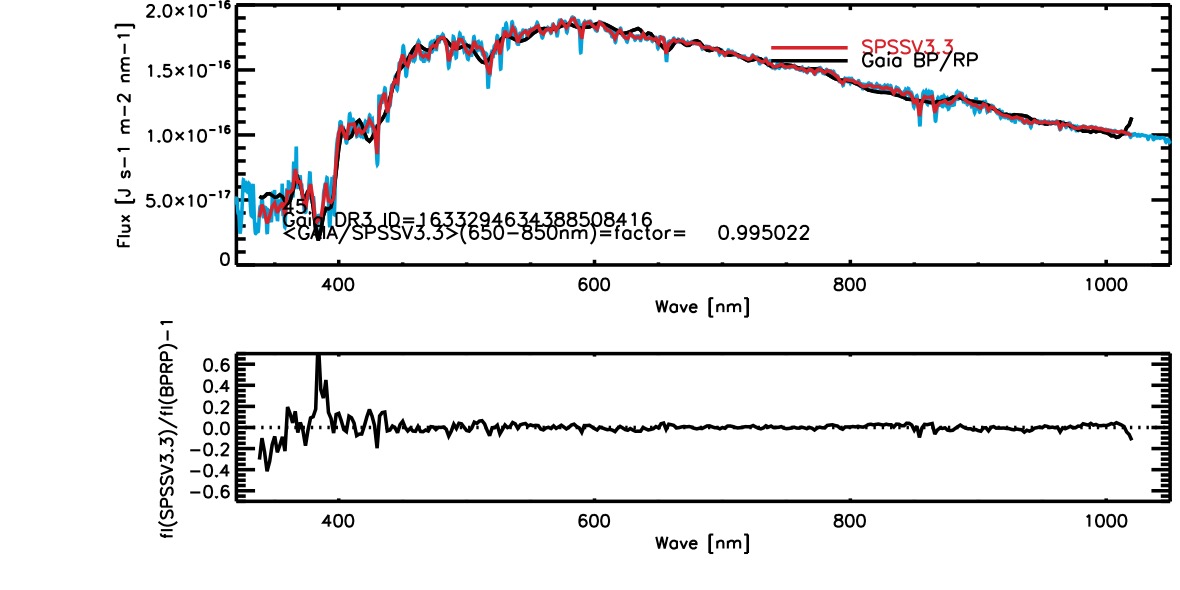 2.0×10−16
1.5×10−16
1.0×10−16
5.0×10−17
0
Flux [J s−1 m−2 nm−1]
SPSSV3.3
Gaia BP/RP
45
Gaia DR3 ID=1633294634388508416
<GAIA/SPSSV3.3>(650−850nm)=factor= 0.995022
400 600 800 1000
Wave [nm]
fl(SPSSV3.3)/fl(BPRP)−1
0.6
0.4
0.2
0.0
−0.2
−0.4
−0.6
400 600 800 1000
Wave [nm]